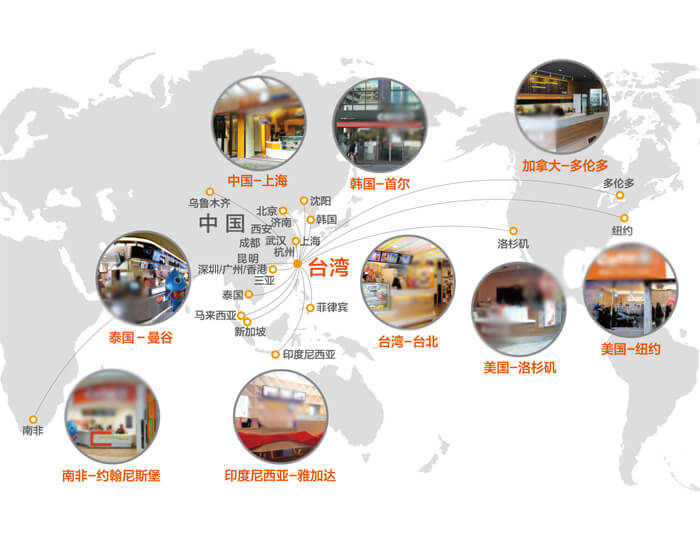 中国-上海
韩国-首尔
加拿大-多伦多
多伦多
乌鲁木齐
沈阳
北京
韩国
中国
济南
纽约
西安
洛杉矶
成都
武汉
上海
杭州
昆明
台湾
深圳/广州/香港
三亚
泰国
菲律宾
马来西亚
新加坡
泰国-曼谷
台湾-台北
美国-纽约
印度尼西亚
美国-洛杉矶
南非
南非-约翰尼斯堡
印度尼西亚-雅加达